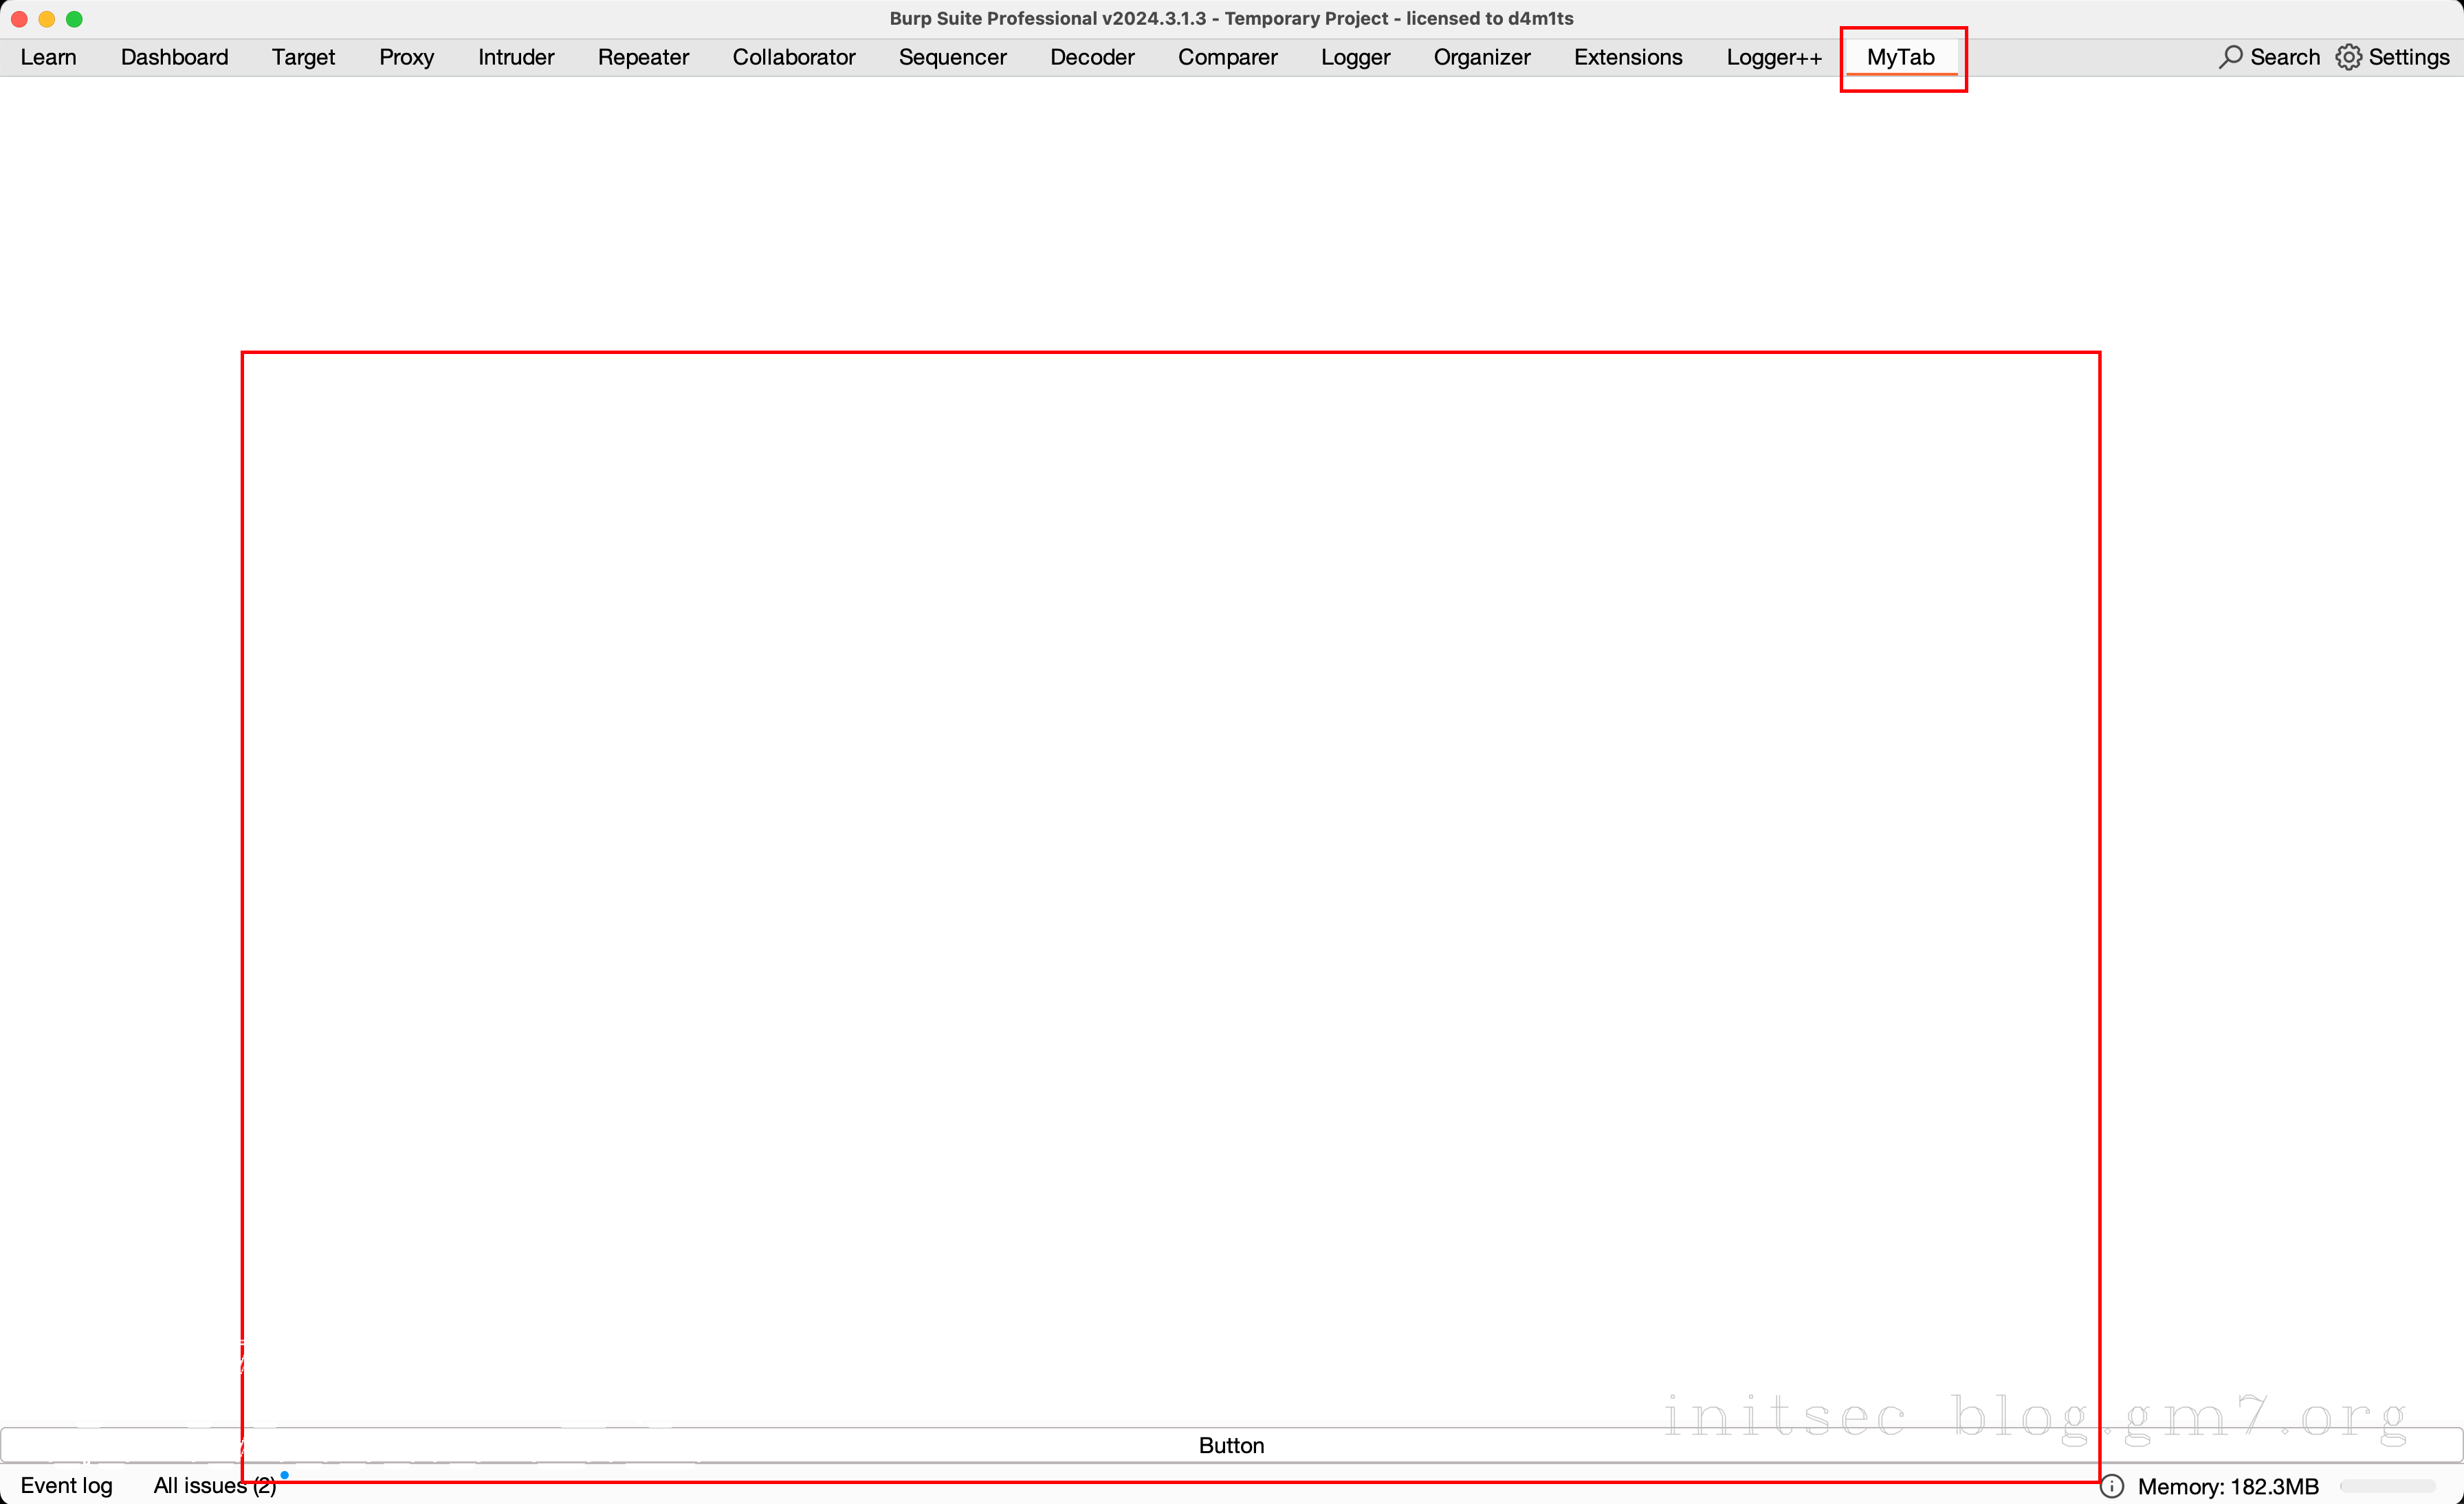 Burp Suite Professional v2024.3.1.3 - Temporary Project - licensed to d4m1ts
Learn Dashboard Target Proxy Intruder Repeater Collaborator Sequencer Decoder Comparer Logger Organizer Extensions Logger++ MyTab Search Settings
initsec blog.gm7.org
Button
Event log All issues (2) Memory: 182.3MB